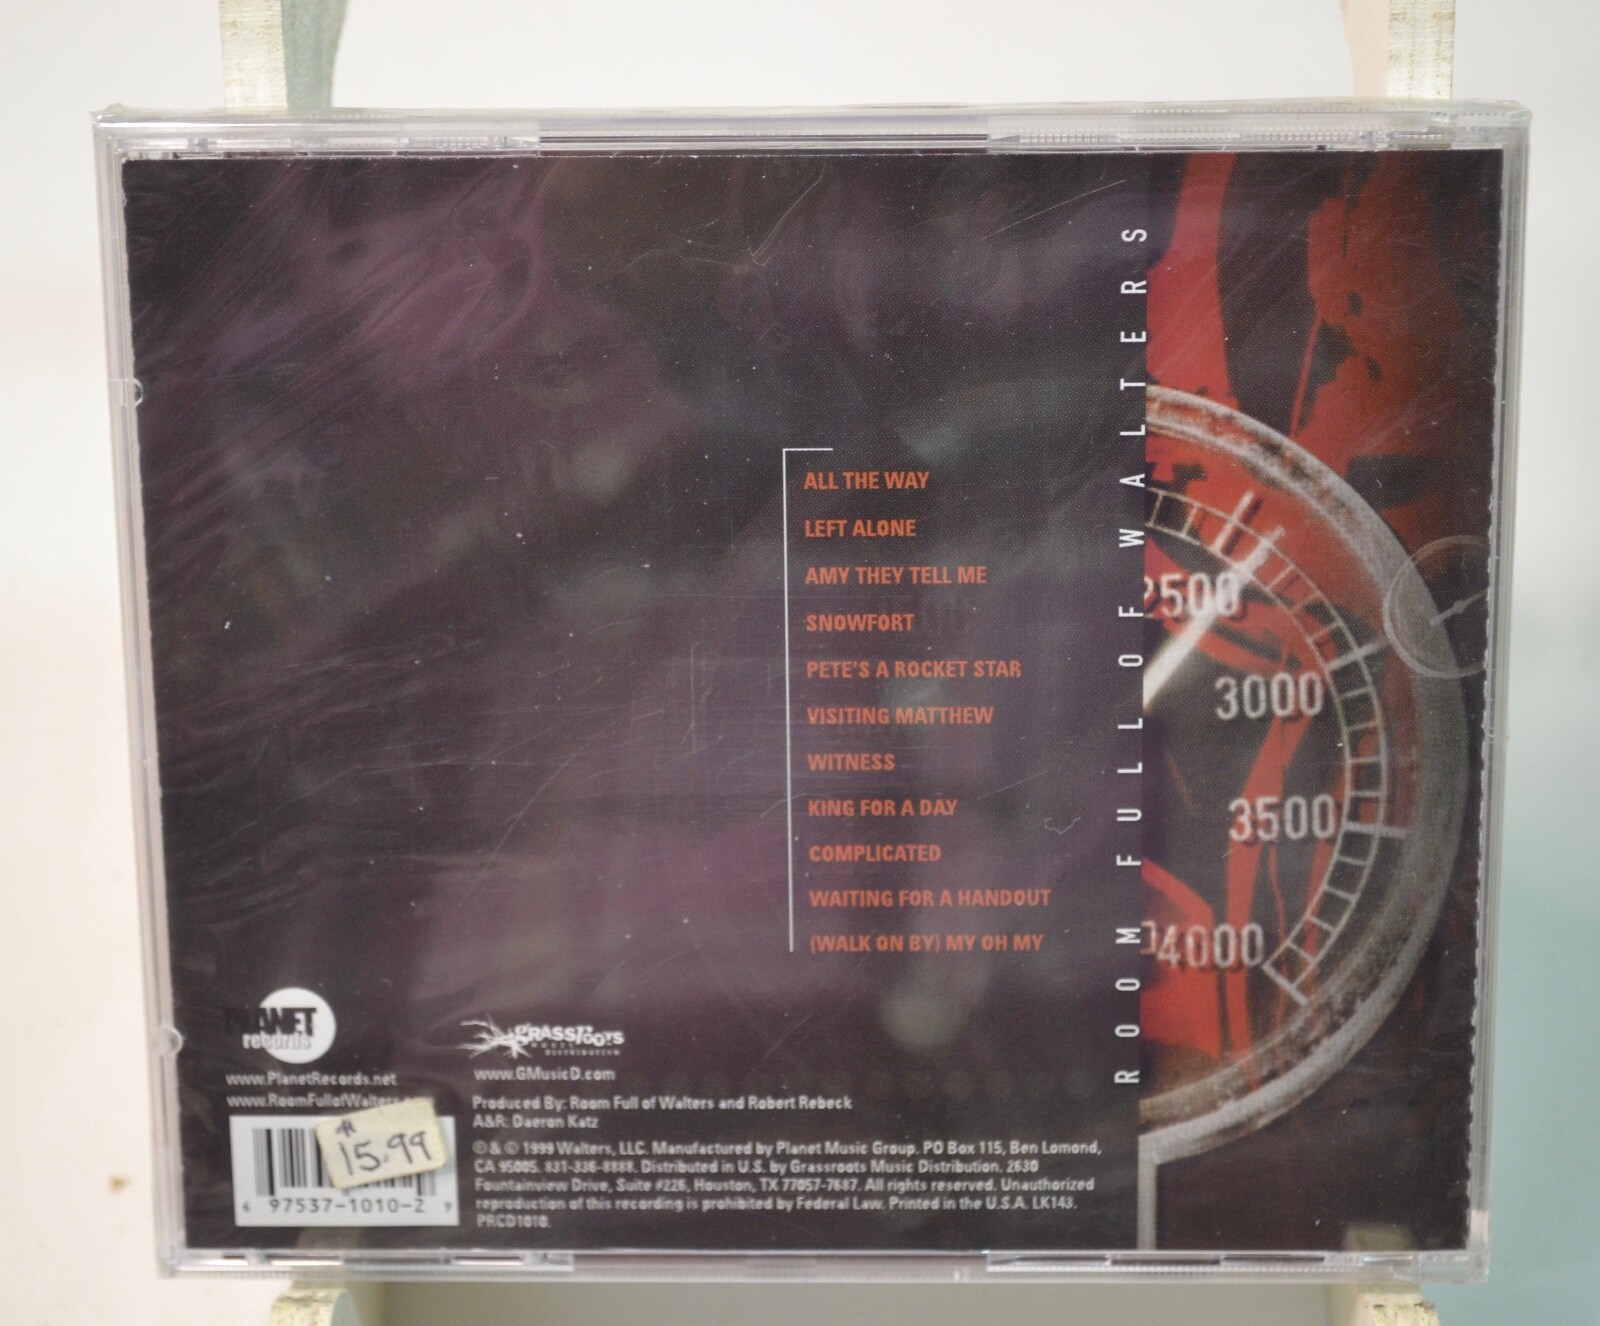 ROOM FULL OF WALTERS
ALL THE WAY
LEFT ALONE
AMY THEY TELL ME
SNOWFORT
PETE'S A ROCKET STAR
VISITING MATTHEW
WITNESS
KING FOR A DAY
COMPLICATED
WAITING FOR A HANDOUT
(WALK ON BY) MY OH MY
2500
3000
3500
4000
PLANET
records
www.PlanetRecords.net
www.RoomFullofWalters
GRASSROOTS
MUSIC
DISTRIBUTION
www.GMusicD.com
Produced By: Room Full of Walters and Robert Rebeck
A&R: Daeron Katz
℗ & © 1999 Walters, LLC. Manufactured by Planet Music Group. PO Box 115, Ben Lomond,
CA 95005. 831-336-8888. Distributed in U.S. by Grassroots Music Distribution. 2630
Fountainview Drive, Suite #226, Houston, TX 77057-7687. All rights reserved. Unauthorized
reproduction of this recording is prohibited by Federal Law. Printed in the U.S.A. LK143.
PRCD1010.
15.99
6 97537-1010-2 9